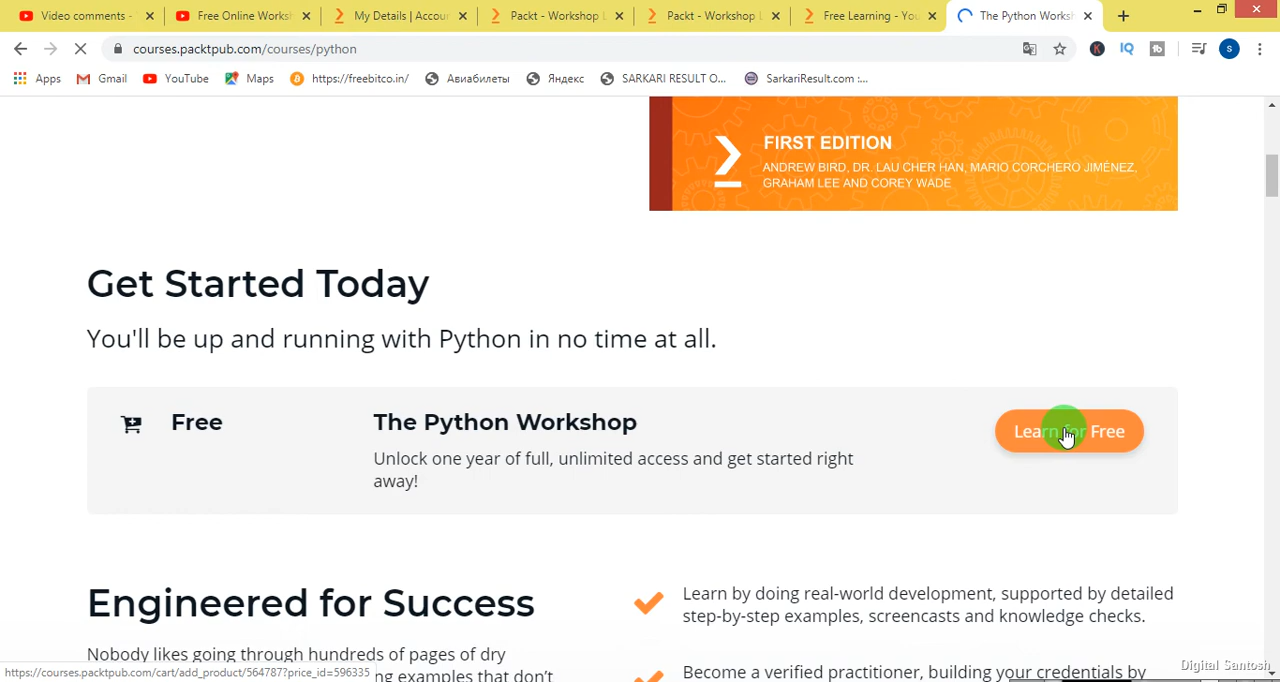 Video comments -
Free Online Worksh
My Details | Accou
Packt - Workshop L
Packt - Workshop L
Free Learning - You
The Python Works
courses.packtpub.com/courses/python
Apps
Gmail
YouTube
Maps
https://freebitco.in/
Авиабилеты
Яндекс
SARKARI RESULT O...
SarkariResult.com :...
FIRST EDITION
ANDREW BIRD, DR. LAU CHER HAN, MARIO CORCHERO JIMÉNEZ,
GRAHAM LEE AND COREY WADE
Get Started Today
You'll be up and running with Python in no time at all.
Free
The Python Workshop
Learn for Free
Unlock one year of full, unlimited access and get started right
away!
Engineered for Success
Learn by doing real-world development, supported by detailed
step-by-step examples, screencasts and knowledge checks.
Nobody likes going through hundreds of pages of dry
ng examples that don't
Become a verified practitioner, building your credentials by
https://courses.packtpub.com/cart/add_product/564787?price_id=596335
Digital Santosh